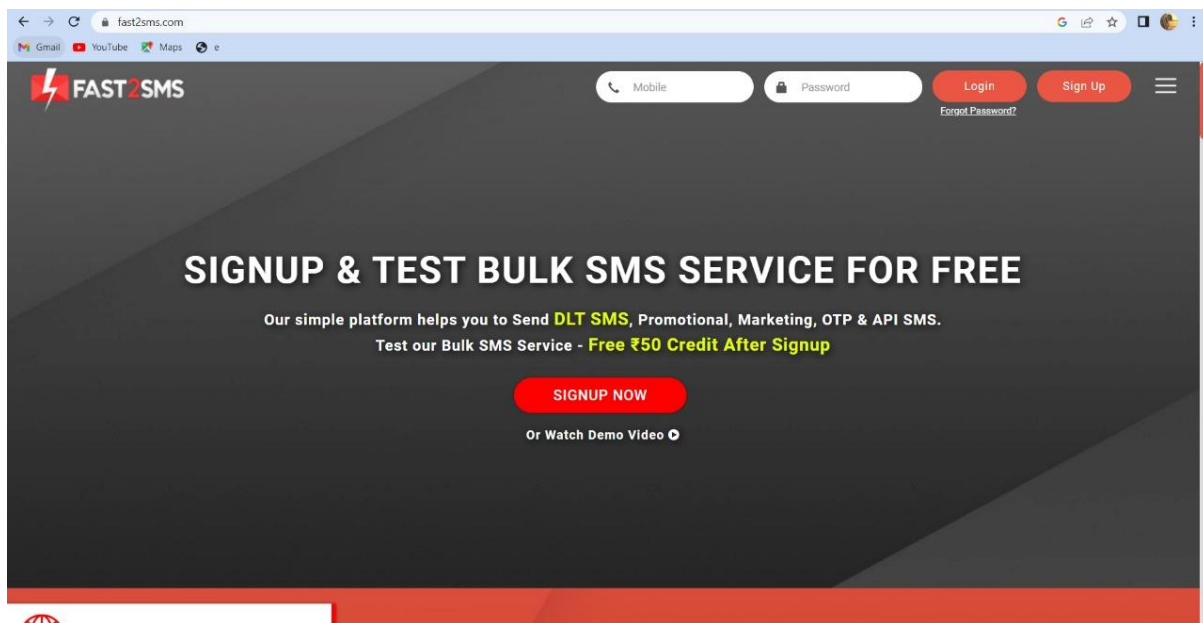 fast2sms.com
Gmail YouTube Maps e
FAST2SMS
Mobile Password Login Sign Up
Forgot Password?
SIGNUP & TEST BULK SMS SERVICE FOR FREE
Our simple platform helps you to Send DLT SMS, Promotional, Marketing, OTP & API SMS.
Test our Bulk SMS Service - Free ₹50 Credit After Signup
SIGNUP NOW
Or Watch Demo Video